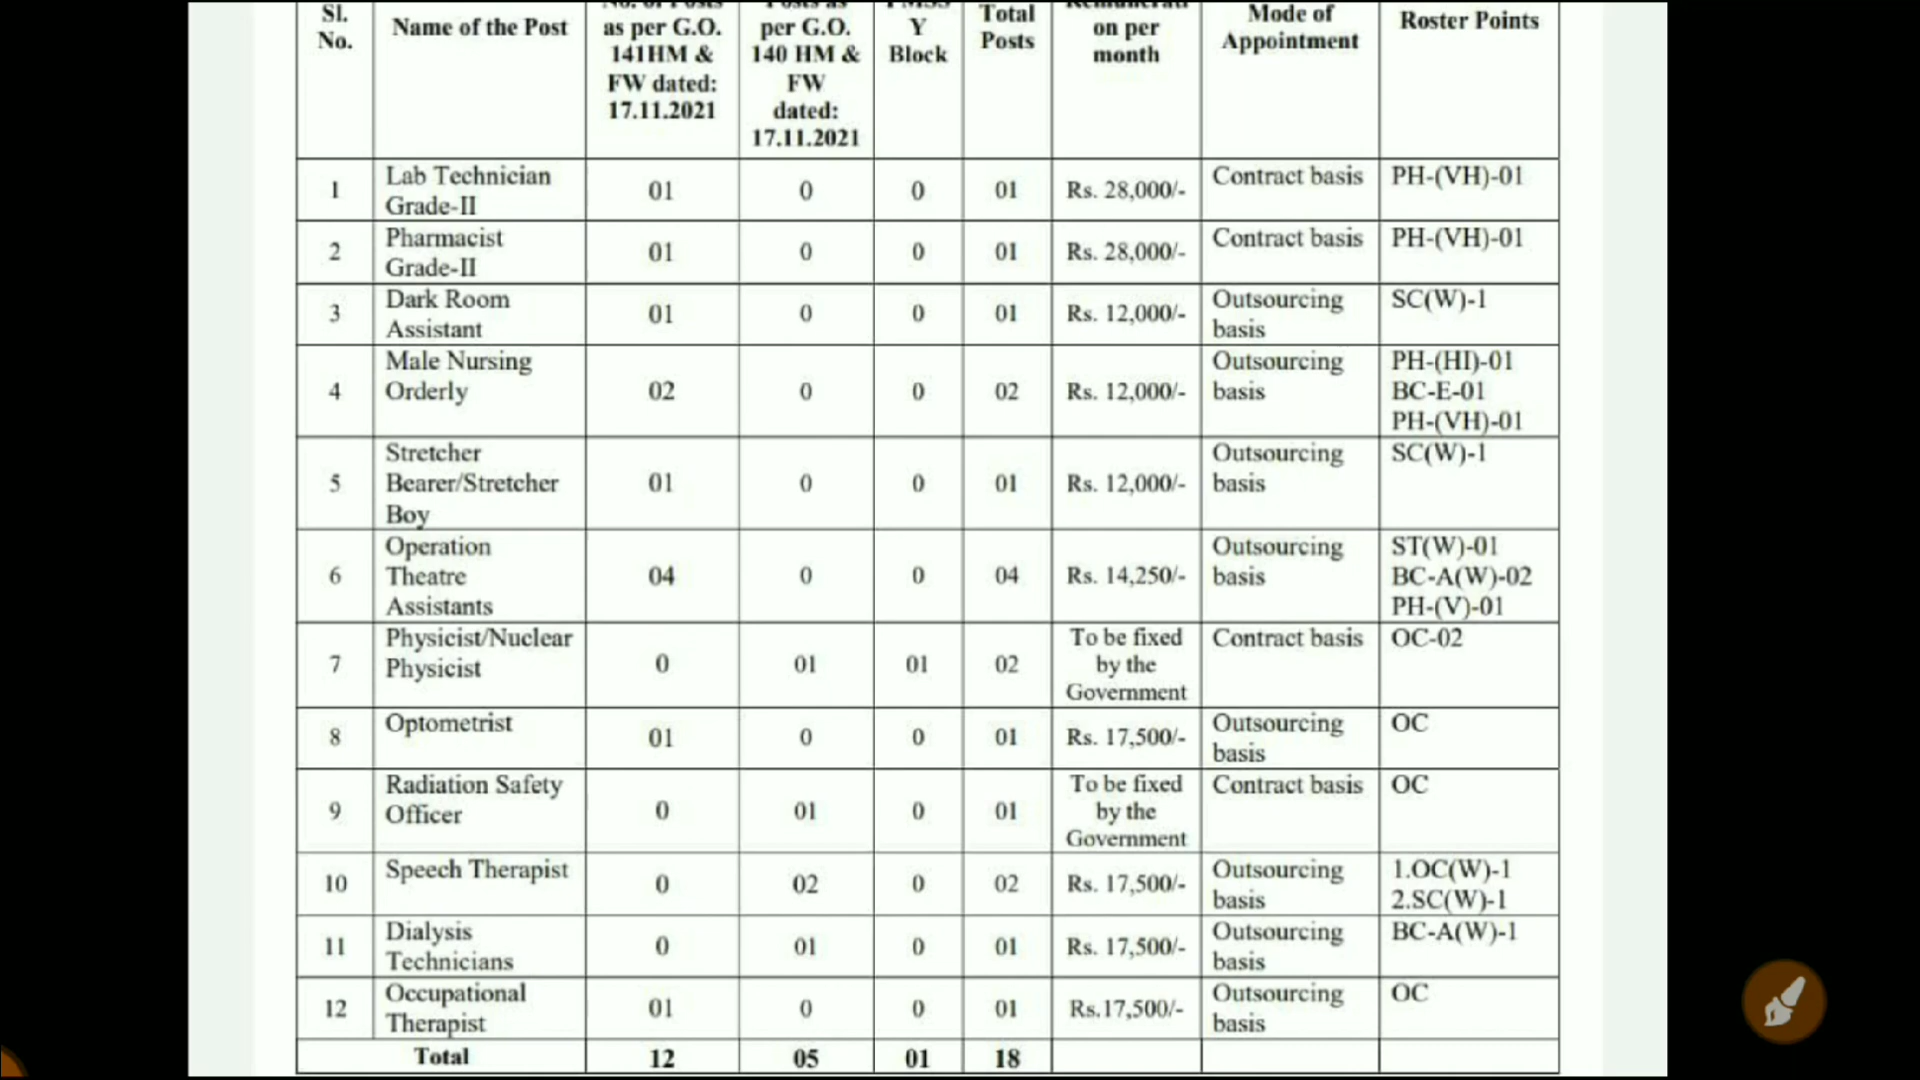 Sl. No. | Name of the Post | No. of Posts as per G.O. 141HM & FW dated: 17.11.2021 | Posts as per G.O. 140 HM & FW dated: 17.11.2021 | Y Block | Total Posts | on per month | Mode of Appointment | Roster Points
1 | Lab Technician Grade-II | 01 | 0 | 0 | 01 | Rs. 28,000/- | Contract basis | PH-(VH)-01
2 | Pharmacist Grade-II | 01 | 0 | 0 | 01 | Rs. 28,000/- | Contract basis | PH-(VH)-01
3 | Dark Room Assistant | 01 | 0 | 0 | 01 | Rs. 12,000/- | Outsourcing basis | SC(W)-1
4 | Male Nursing Orderly | 02 | 0 | 0 | 02 | Rs. 12,000/- | Outsourcing basis | PH-(HI)-01 BC-E-01 PH-(VH)-01
5 | Stretcher Bearer/Stretcher Boy | 01 | 0 | 0 | 01 | Rs. 12,000/- | Outsourcing basis | SC(W)-1
6 | Operation Theatre Assistants | 04 | 0 | 0 | 04 | Rs. 14,250/- | Outsourcing basis | ST(W)-01 BC-A(W)-02 PH-(V)-01
7 | Physicist/Nuclear Physicist | 0 | 01 | 01 | 02 | To be fixed by the Government | Contract basis | OC-02
8 | Optometrist | 01 | 0 | 0 | 01 | Rs. 17,500/- | Outsourcing basis | OC
9 | Radiation Safety Officer | 0 | 01 | 0 | 01 | To be fixed by the Government | Contract basis | OC
10 | Speech Therapist | 0 | 02 | 0 | 02 | Rs. 17,500/- | Outsourcing basis | 1.OC(W)-1 2.SC(W)-1
11 | Dialysis Technicians | 0 | 01 | 0 | 01 | Rs. 17,500/- | Outsourcing basis | BC-A(W)-1
12 | Occupational Therapist | 01 | 0 | 0 | 01 | Rs.17,500/- | Outsourcing basis | OC
Total | 12 | 05 | 01 | 18